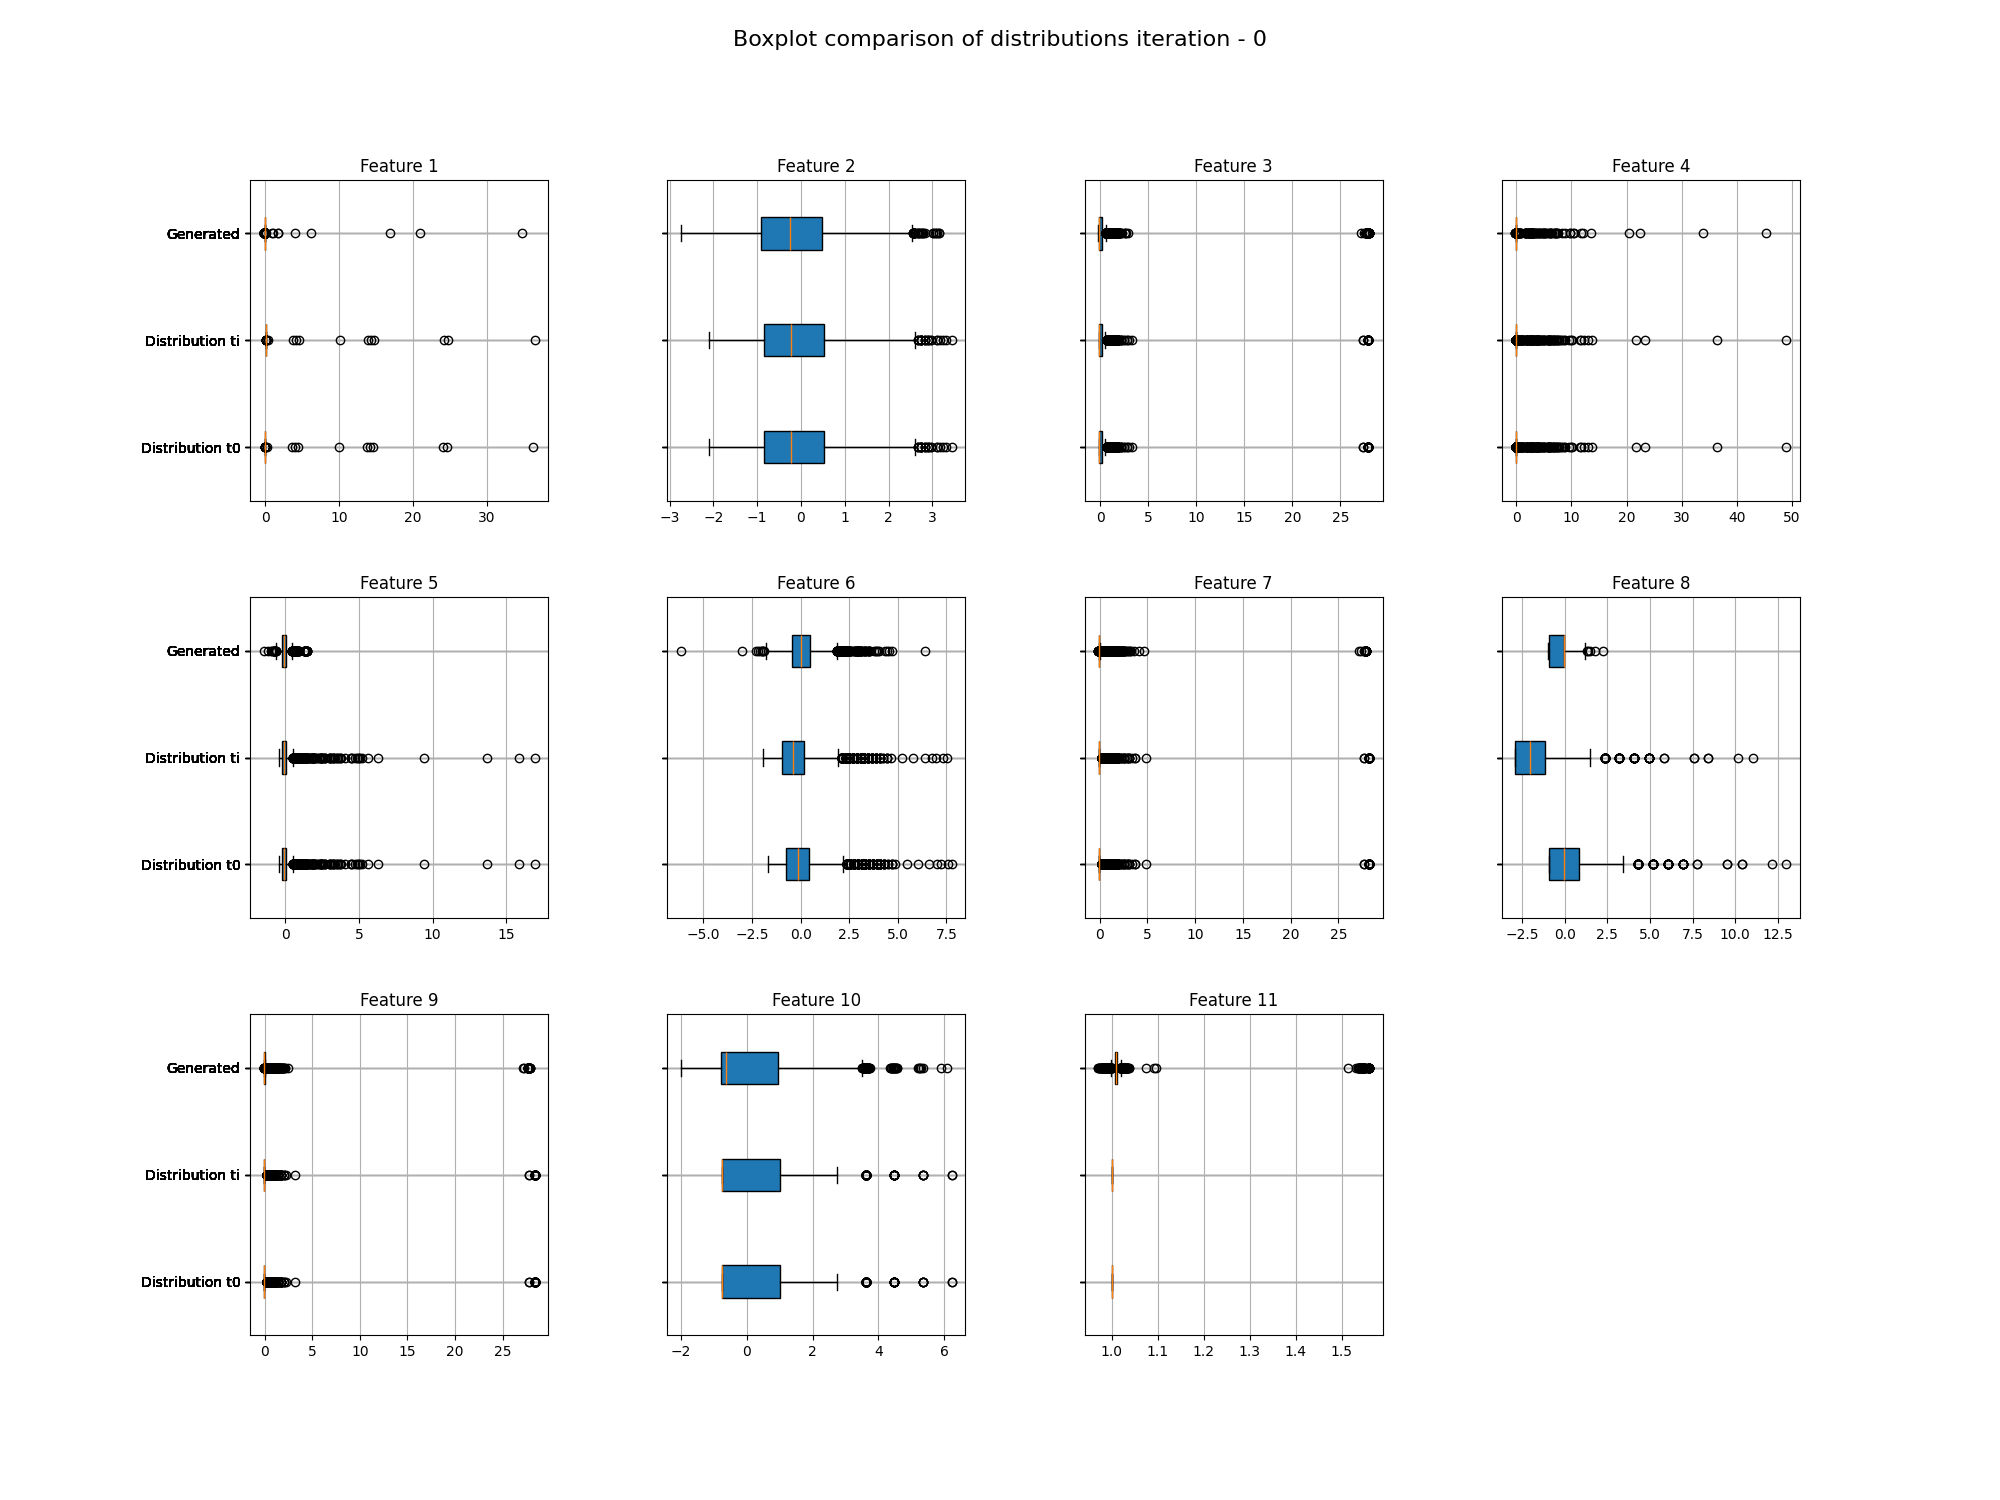 Boxplot comparison of distributions iteration - 0
Feature 1
Feature 2
Feature 3
Feature 4
Generated
Distribution ti
Distribution t0
0 10 20 30
−3 −2 −1 0 1 2 3
0 5 10 15 20 25
0 10 20 30 40 50
Feature 5
Feature 6
Feature 7
Feature 8
Generated
Distribution ti
Distribution t0
0 5 10 15
−5.0 −2.5 0.0 2.5 5.0 7.5
0 5 10 15 20 25
−2.5 0.0 2.5 5.0 7.5 10.0 12.5
Feature 9
Feature 10
Feature 11
Generated
Distribution ti
Distribution t0
0 5 10 15 20 25
−2 0 2 4 6
1.0 1.1 1.2 1.3 1.4 1.5